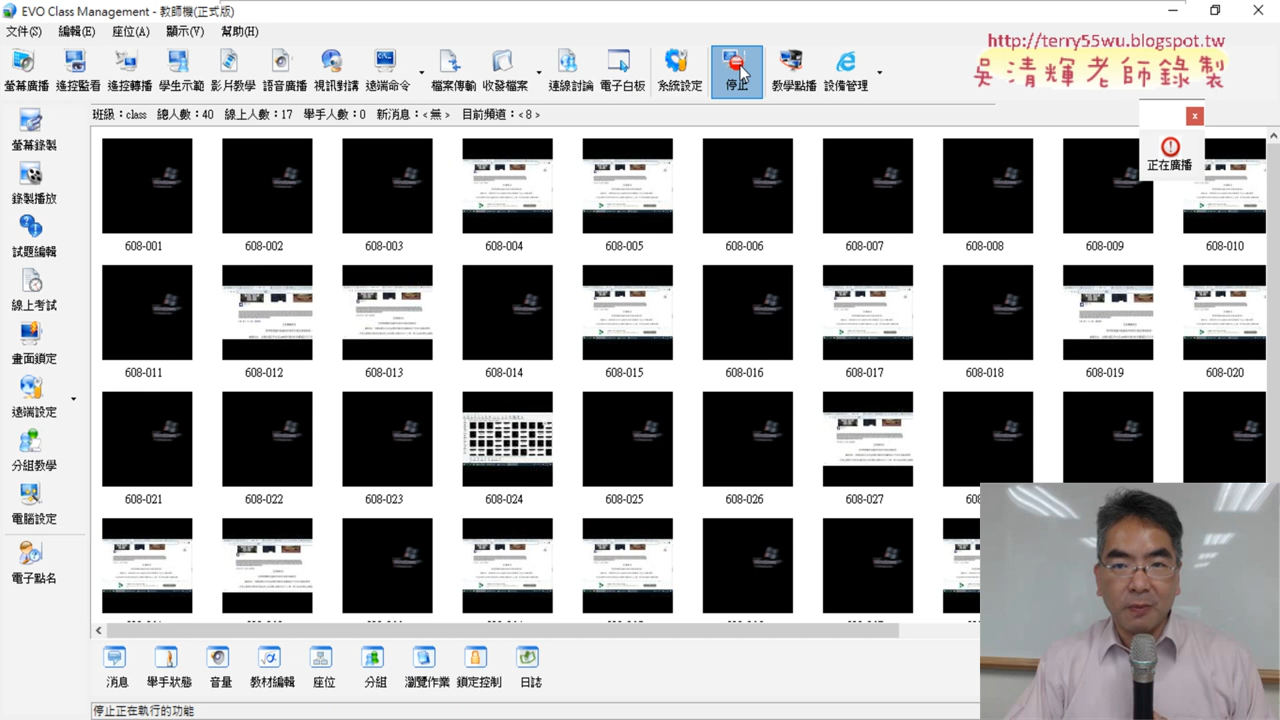 EVO Class Management - 教師機(正式版)
文件(S) 編輯(E) 座位(A) 顯示(V) 幫助(H)
http://terry55wu.blogspot.tw
吳清輝老師錄製
螢幕廣播 遙控監看 遙控轉播 學生示範 影片教學 語音廣播 視訊對講 遠端命令 檔案傳輸 收發檔案 連線討論 電子白板 系統設定 停止 教學點播 設備管理
班級：class 總人數：40 線上人數：17 舉手人數：0 新消息：<無> 目前頻道：<8>
正在廣播
螢幕錄製
錄製播放
試題編輯
線上考試
畫面鎖定
遠端設定
分組教學
電腦設定
電子點名
608-001 608-002 608-003 608-004 608-005 608-006 608-007 608-008 608-009 608-010
608-011 608-012 608-013 608-014 608-015 608-016 608-017 608-018 608-019 608-020
608-021 608-022 608-023 608-024 608-025 608-026 608-027
消息 舉手狀態 音量 教材編輯 座位 分組 瀏覽作業 鎖定控制 日誌
停止正在執行的功能